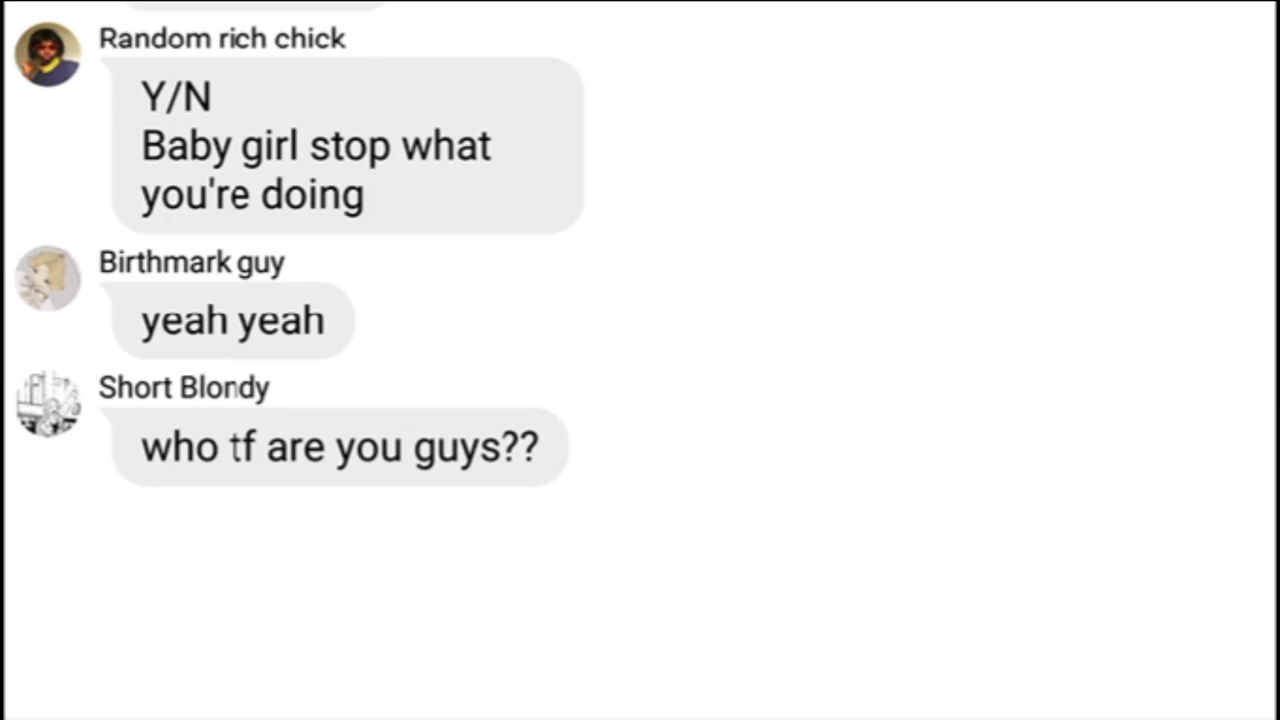 Random rich chick
Y/N
Baby girl stop what
you're doing
Birthmark guy
yeah yeah
Short Blondy
who tf are you guys??